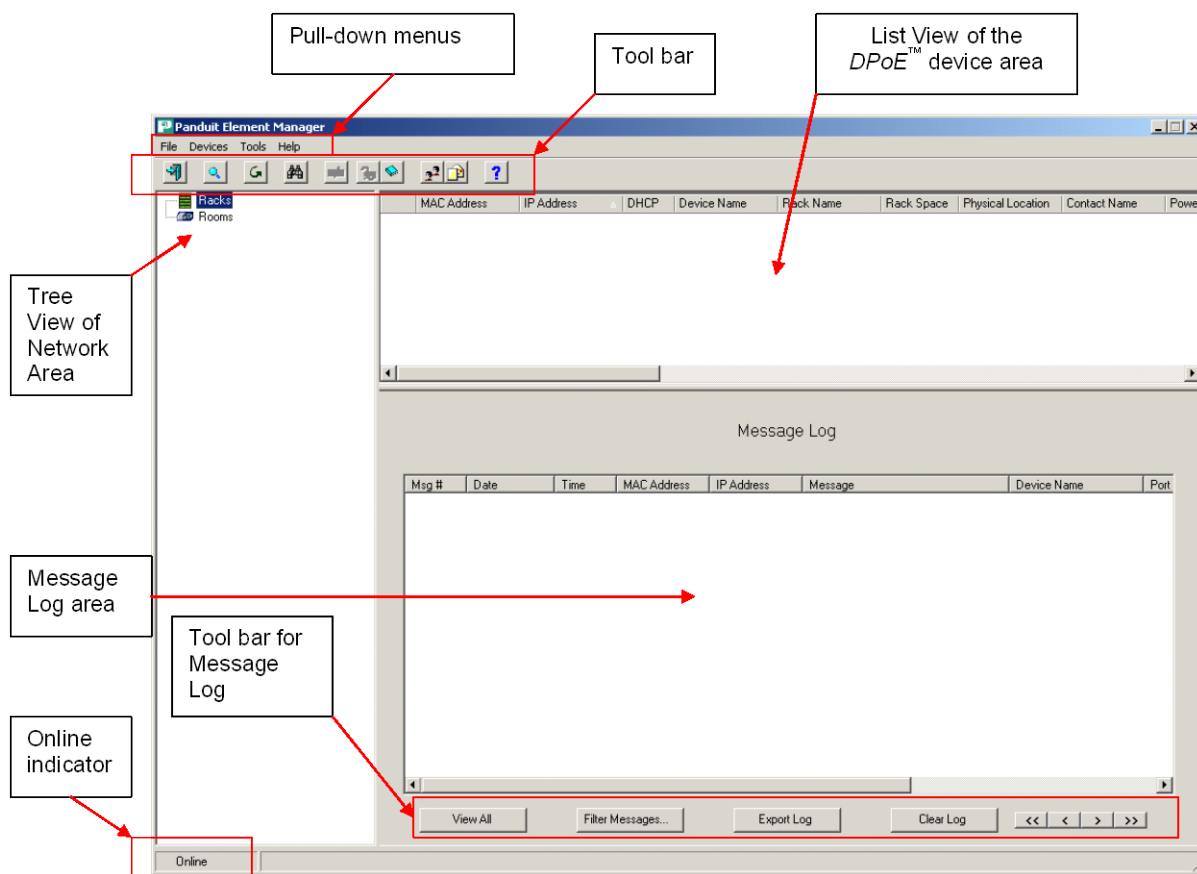 Pull-down menus
Tool bar
List View of the
DPoE™ device area
Panduit Element Manager
File Devices Tools Help
Racks
Rooms
MAC Address IP Address DHCP Device Name Rack Name Rack Space Physical Location Contact Name Powe
Tree
View of
Network
Area
Message Log
Msg # Date Time MAC Address IP Address Message Device Name Port
Message
Log area
Tool bar for
Message
Log
Online
indicator
View All Filter Messages... Export Log Clear Log << < > >>
Online